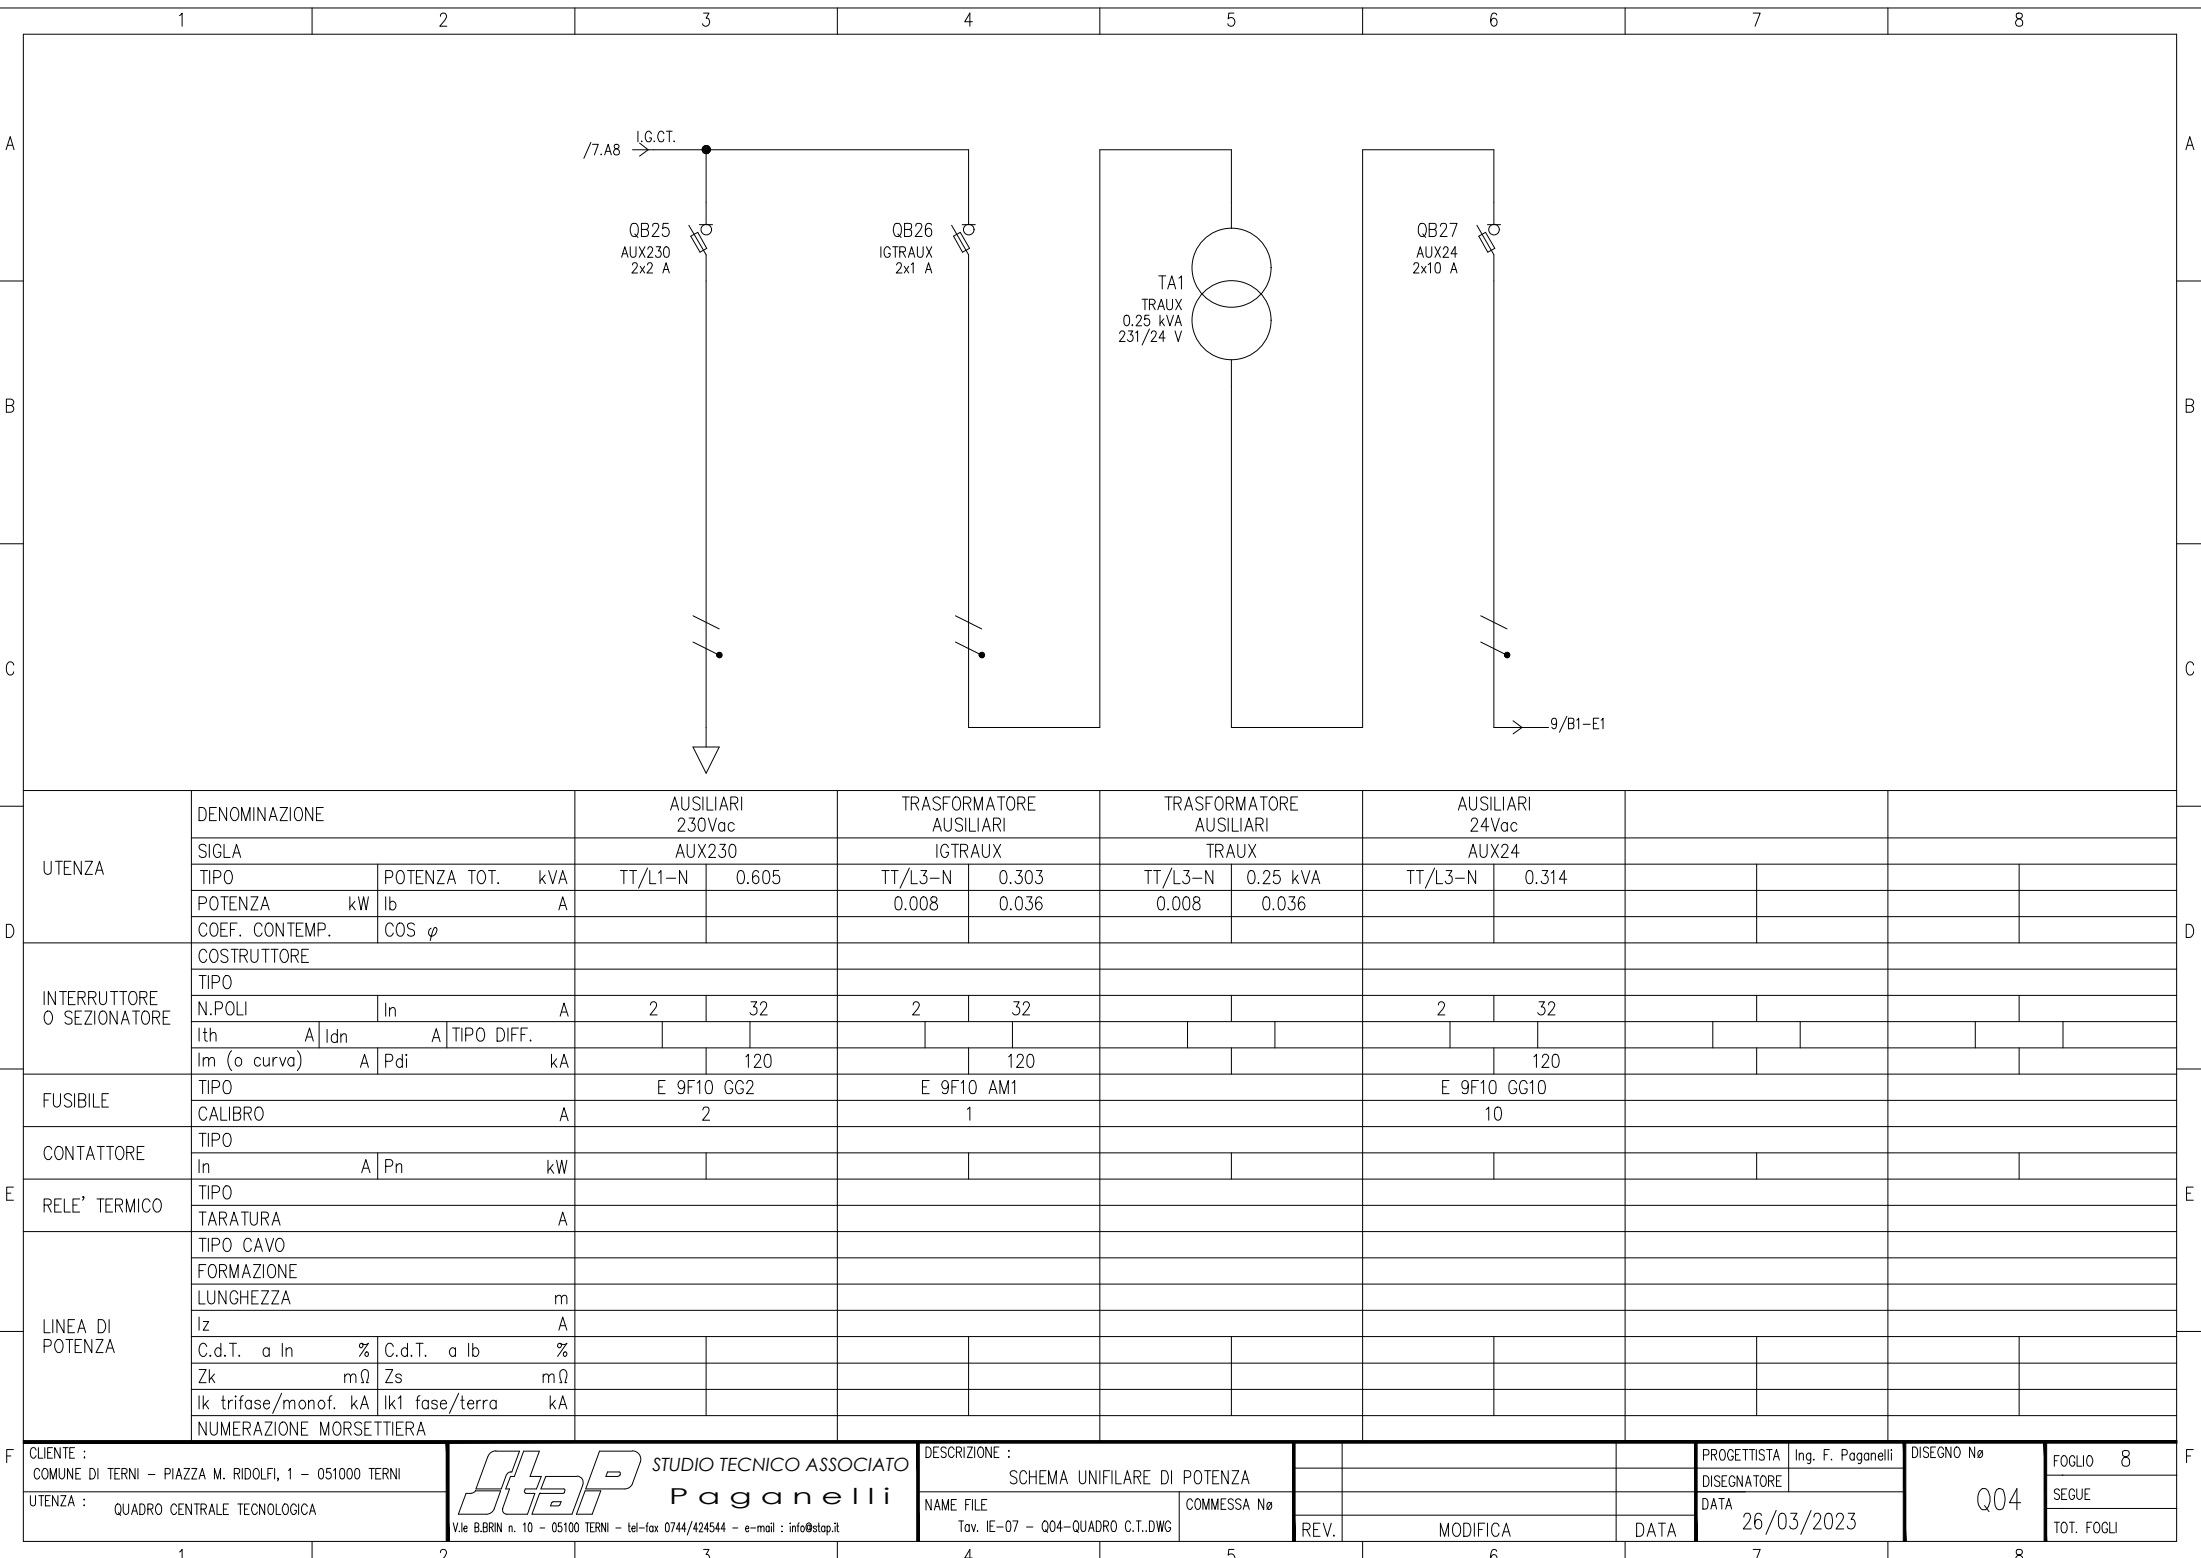 1 2 3 4 5 6 7 8
A A
I.G.CT.
/7.A8
QB25
AUX230
2x2 A
QB26
IGTRAUX
2x1 A
TA1
TRAUX
0.25 kVA
231/24 V
QB27
AUX24
2x10 A
B B
C C
9/B1-E1
UTENZA
DENOMINAZIONE AUSILIARI 230Vac TRASFORMATORE AUSILIARI TRASFORMATORE AUSILIARI AUSILIARI 24Vac
SIGLA AUX230 IGTRAUX TRAUX AUX24
TIPO POTENZA TOT. kVA TT/L1-N 0.605 TT/L3-N 0.303 TT/L3-N 0.25 kVA TT/L3-N 0.314
POTENZA kW Ib A 0.008 0.036 0.008 0.036
COEF. CONTEMP. COS φ
D D
INTERRUTTORE
O SEZIONATORE
COSTRUTTORE
TIPO
N.POLI In A 2 32 2 32 2 32
Ith A Idn A TIPO DIFF.
Im (o curva) A Pdi kA 120 120 120
FUSIBILE
TIPO E 9F10 GG2 E 9F10 AM1 E 9F10 GG10
CALIBRO A 2 1 10
CONTATTORE
TIPO
In A Pn kW
E E
RELE' TERMICO
TIPO
TARATURA A
LINEA DI
POTENZA
TIPO CAVO
FORMAZIONE
LUNGHEZZA m
Iz A
C.d.T. a In % C.d.T. a Ib %
Zk mΩ Zs mΩ
Ik trifase/monof. kA Ik1 fase/terra kA
NUMERAZIONE MORSETTIERA
F F
CLIENTE :
COMUNE DI TERNI - PIAZZA M. RIDOLFI, 1 - 051000 TERNI
UTENZA :
QUADRO CENTRALE TECNOLOGICA
StaP
STUDIO TECNICO ASSOCIATO
Paganelli
V.le B.BRIN n. 10 - 05100 TERNI - tel-fax 0744/424544 - e-mail : info@stap.it
DESCRIZIONE :
SCHEMA UNIFILARE DI POTENZA
NAME FILE
Tav. IE-07 - Q04-QUADRO C.T..DWG
COMMESSA Nø
REV. MODIFICA DATA
PROGETTISTA Ing. F. Paganelli
DISEGNATORE
DATA
26/03/2023
DISEGNO Nø
Q04
FOGLIO 8
SEGUE
TOT. FOGLI
1 2 3 4 5 6 7 8